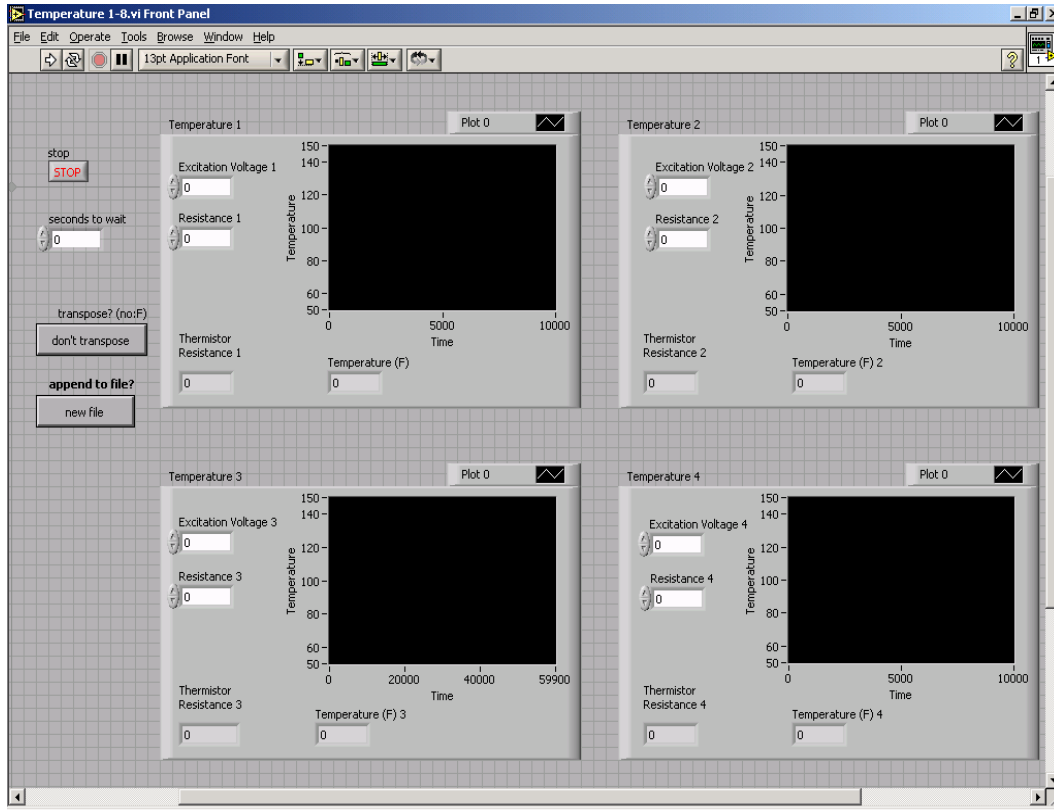 Temperature 1-8.vi Front Panel
File Edit Operate Tools Browse Window Help
13pt Application Font
1
stop
STOP
seconds to wait
0
transpose? (no:F)
don't transpose
append to file?
new file
Temperature 1
Plot 0
Excitation Voltage 1
0
Resistance 1
0
Thermistor
Resistance 1
0
Temperature
150
140
120
100
80
60
50
0 5000 10000
Time
Temperature (F)
0
Temperature 2
Plot 0
Excitation Voltage 2
0
Resistance 2
0
Thermistor
Resistance 2
0
Temperature
150
140
120
100
80
60
50
0 5000 10000
Time
Temperature (F) 2
0
Temperature 3
Plot 0
Excitation Voltage 3
0
Resistance 3
0
Thermistor
Resistance 3
0
Temperature
150
140
120
100
80
60
50
0 20000 40000 59900
Time
Temperature (F) 3
0
Temperature 4
Plot 0
Excitation Voltage 4
0
Resistance 4
0
Thermistor
Resistance 4
0
Temperature
150
140
120
100
80
60
50
0 5000 10000
Time
Temperature (F) 4
0